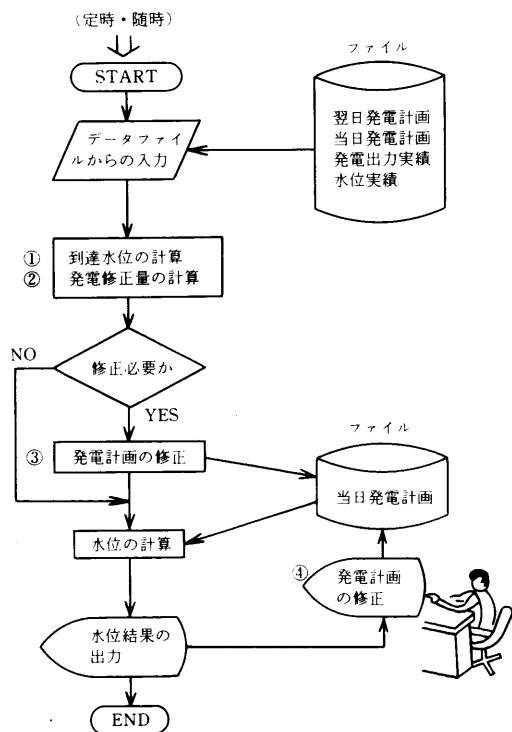 (定時・随時)
START
ファイル
翌日発電計画
当日発電計画
発電出力実績
水位実績
データファイ
ルからの入力
① 到達水位の計算
② 発電修正量の計算
修正必要か
NO
YES
③ 発電計画の修正
ファイル
当日発電計画
水位の計算
④ 発電計画
の修正
水位結果の
出力
END